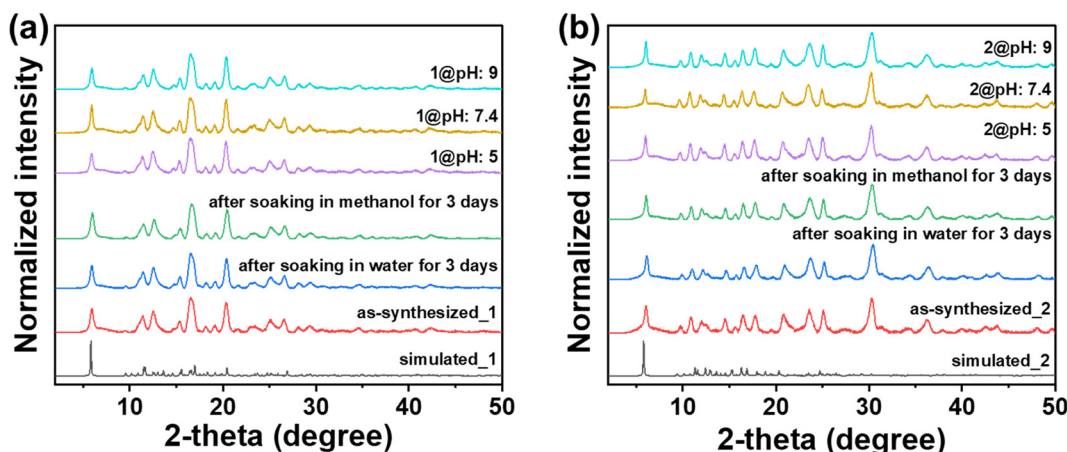 (a)
Normalized intensity
1@pH: 9
1@pH: 7.4
1@pH: 5
after soaking in methanol for 3 days
after soaking in water for 3 days
as-synthesized_1
simulated_1
10 20 30 40 50
2-theta (degree)
(b)
Normalized intensity
2@pH: 9
2@pH: 7.4
2@pH: 5
after soaking in methanol for 3 days
after soaking in water for 3 days
as-synthesized_2
simulated_2
10 20 30 40 50
2-theta (degree)